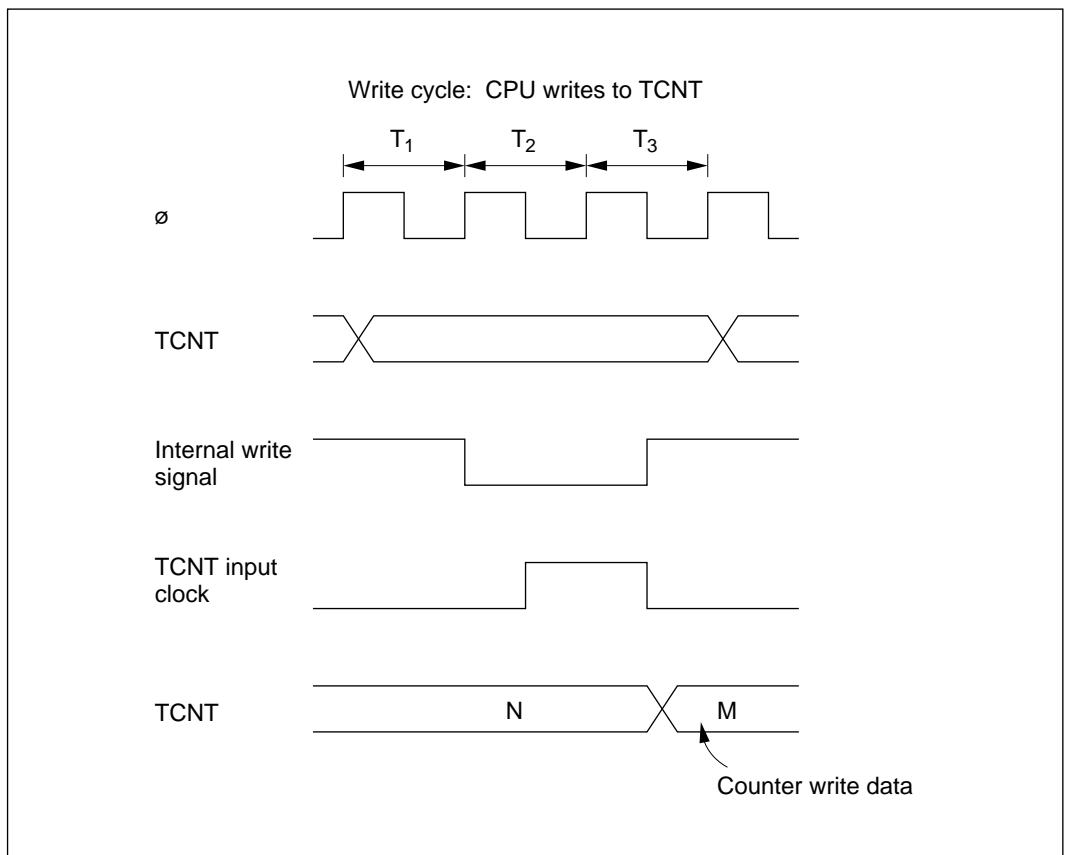 Write cycle: CPU writes to TCNT
T1 T2 T3
ø
TCNT
Internal write
signal
TCNT input
clock
TCNT N M
Counter write data